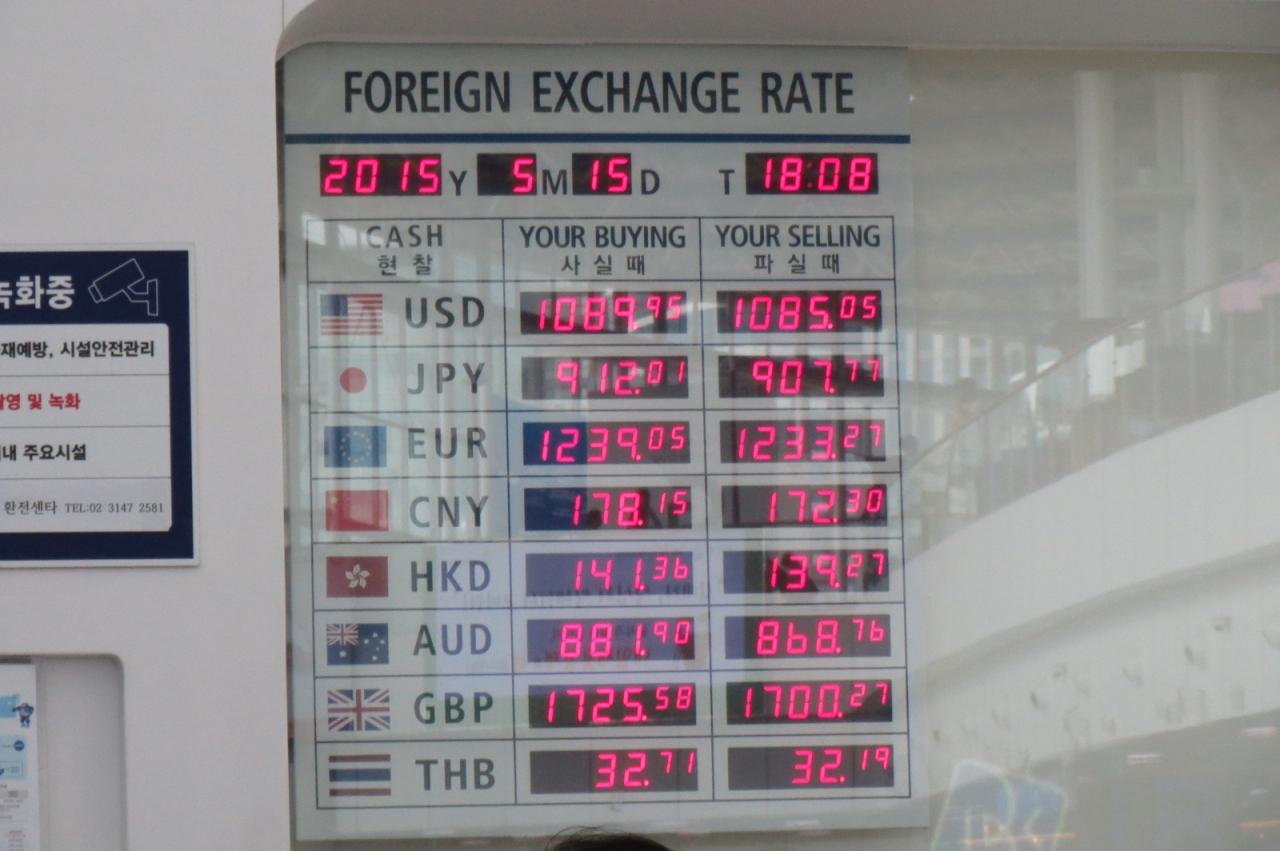 FOREIGN EXCHANGE RATE
2015Y 5M 15D T 18:08
CASH YOUR BUYING YOUR SELLING
현찰 사실때 파실때
USD 1089.95 1085.05
JPY 912.01 907.77
EUR 1239.05 1233.27
CNY 178.15 172.30
HKD 141.36 139.27
AUD 881.90 868.76
GBP 1725.58 1700.27
THB 32.71 32.19
녹화중
재예방, 시설안전관리
및 녹화
내 주요시설
환전센타 TEL:02 3147 2581